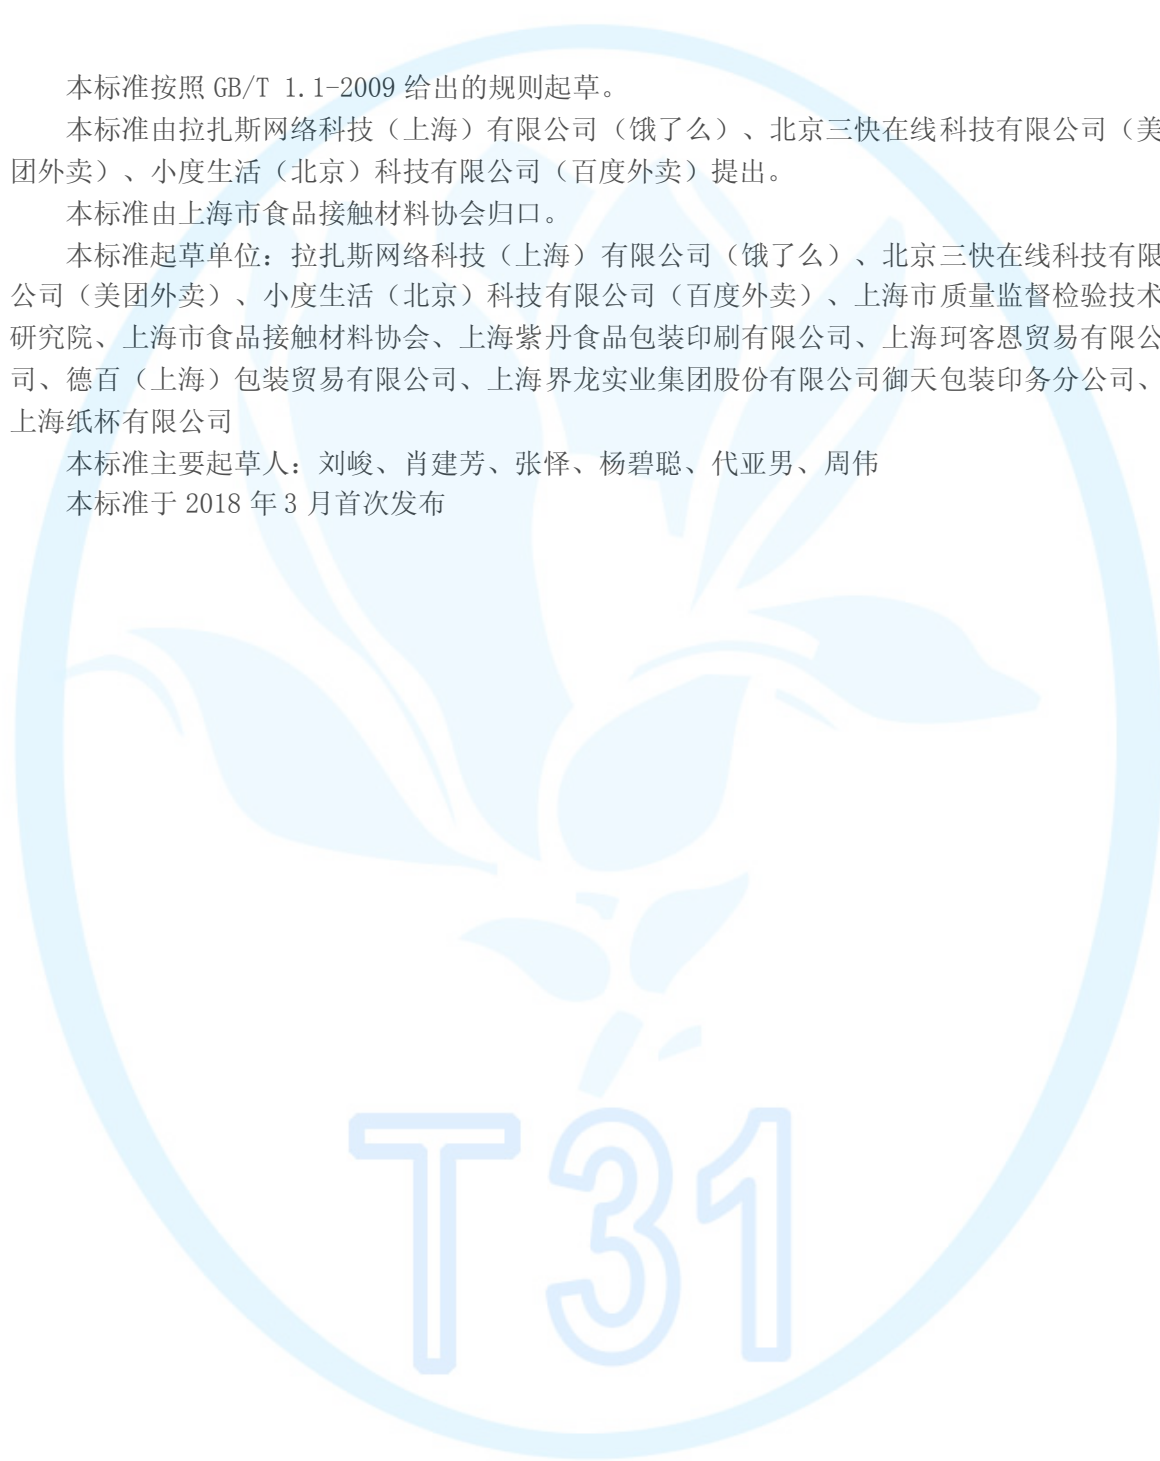 本标准按照 GB/T 1.1-2009 给出的规则起草。
本标准由拉扎斯网络科技（上海）有限公司（饿了么）、北京三快在线科技有限公司（美
团外卖）、小度生活（北京）科技有限公司（百度外卖）提出。
本标准由上海市食品接触材料协会归口。
本标准起草单位：拉扎斯网络科技（上海）有限公司（饿了么）、北京三快在线科技有限
公司（美团外卖）、小度生活（北京）科技有限公司（百度外卖）、上海市质量监督检验技术
研究院、上海市食品接触材料协会、上海紫丹食品包装印刷有限公司、上海珂客恩贸易有限公
司、德百（上海）包装贸易有限公司、上海界龙实业集团股份有限公司御天包装印务分公司、
上海纸杯有限公司
本标准主要起草人：刘峻、肖建芳、张怿、杨碧聪、代亚男、周伟
本标准于 2018 年 3 月首次发布
T31